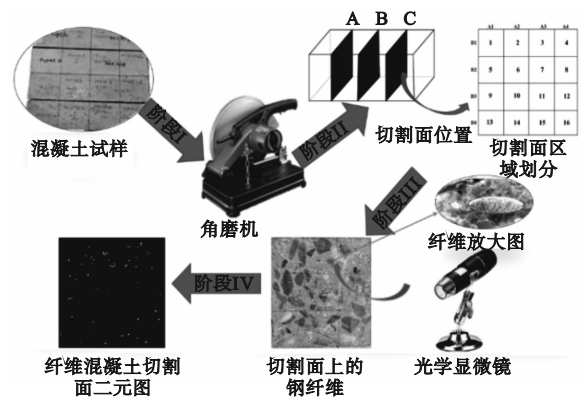 A B C
A1 A2 A3 A4
B1 1 2 3 4
B2 5 6 7 8
B3 9 10 11 12
B4 13 14 15 16
混凝土试样
阶段I
角磨机
阶段II
切割面位置
切割面区
域划分
阶段III
纤维放大图
阶段IV
纤维混凝土切割
面二元图
切割面上的
钢纤维
光学显微镜